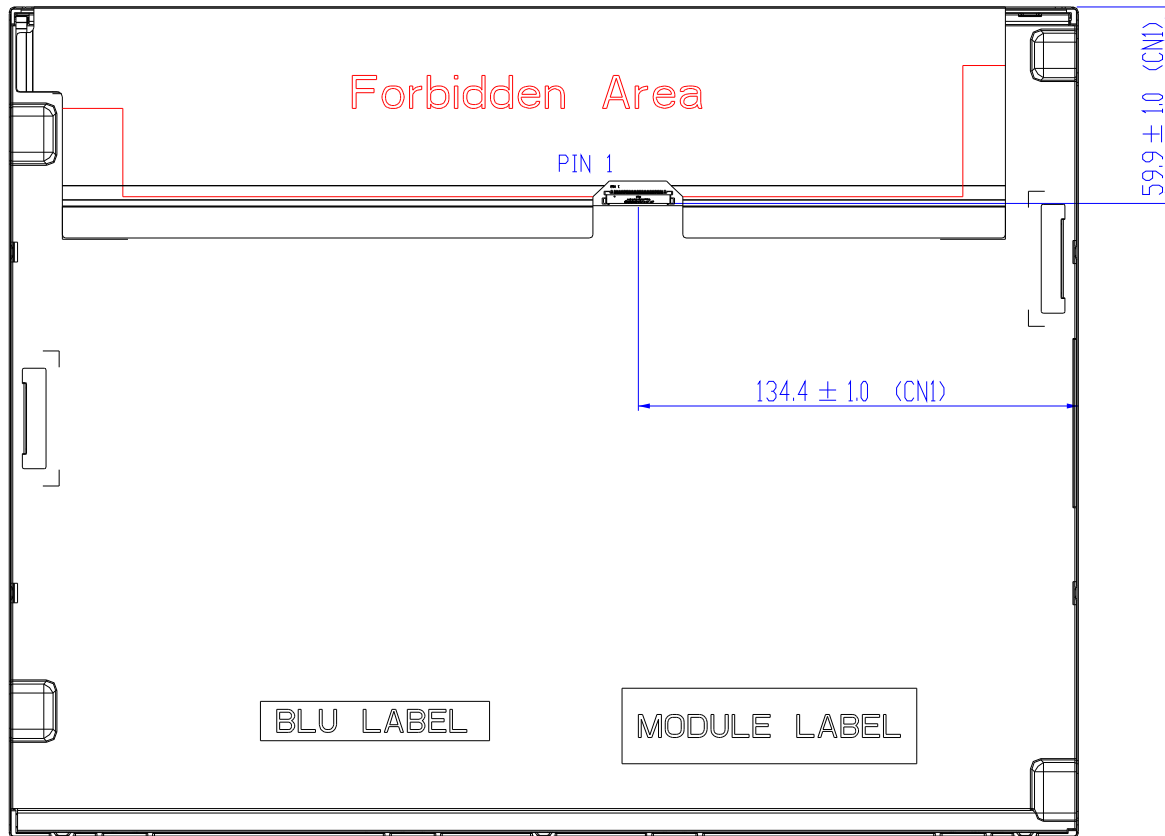 Forbidden Area
PIN 1
59.9 ± 1.0 (CN1)
134.4 ± 1.0 (CN1)
BLU LABEL
MODULE LABEL